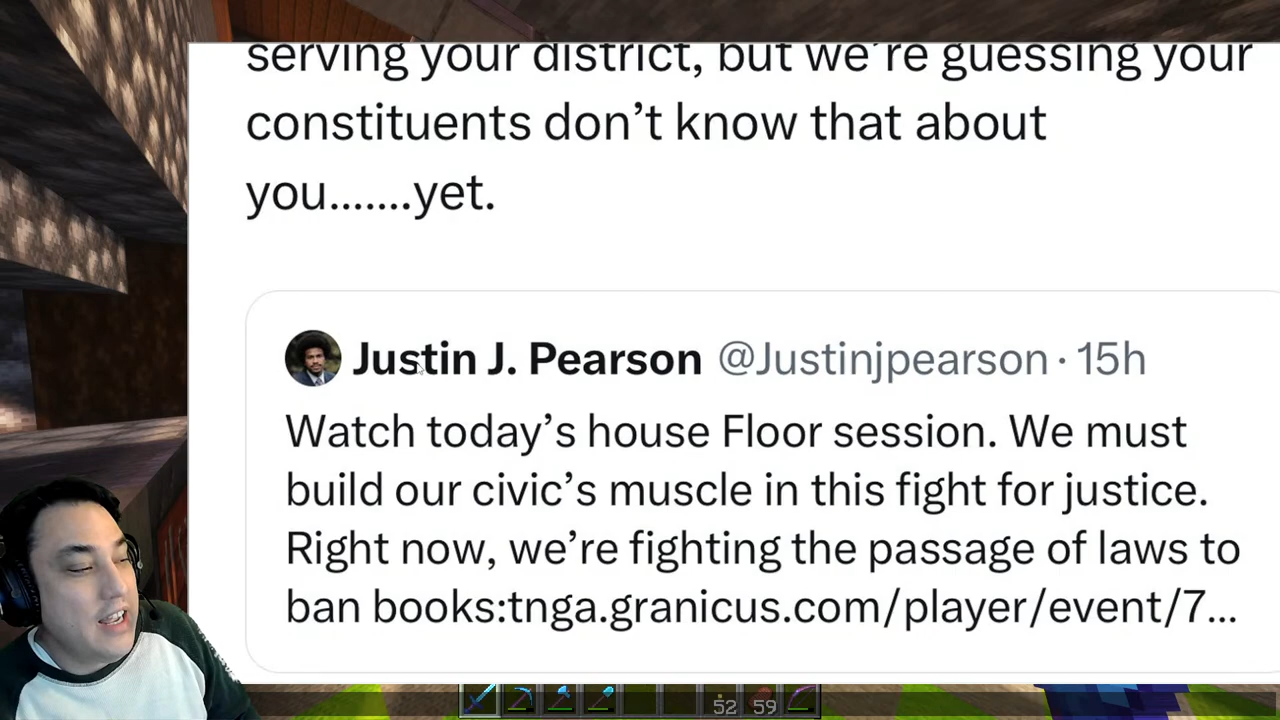 serving your district, but we’re guessing your
constituents don’t know that about
you.......yet.
Justin J. Pearson @Justinjpearson · 15h
Watch today’s house Floor session. We must
build our civic’s muscle in this fight for justice.
Right now, we’re fighting the passage of laws to
ban books:tnga.granicus.com/player/event/7...
52 59